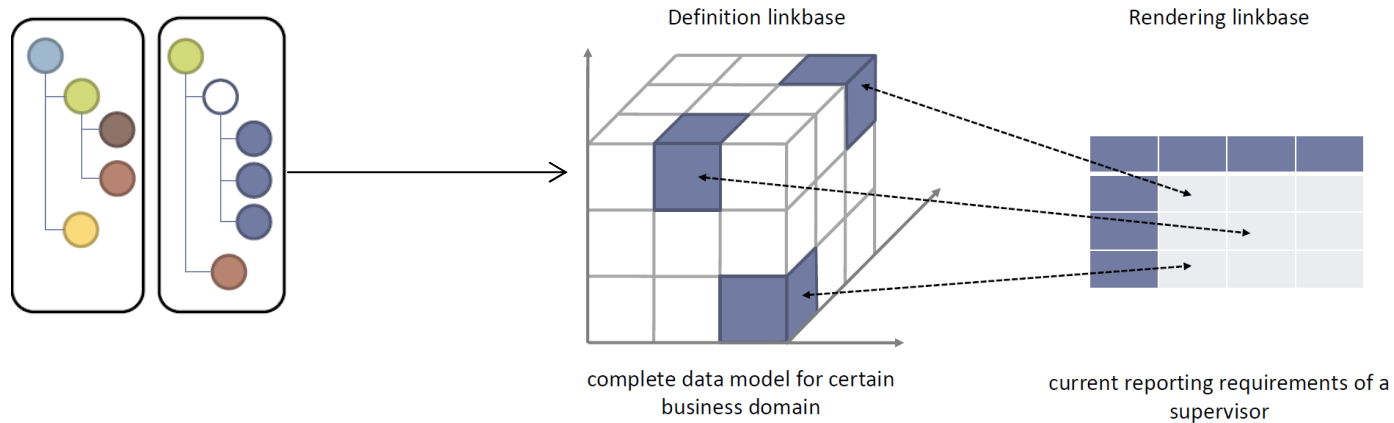 Definition linkbase
Rendering linkbase
complete data model for certain
business domain
current reporting requirements of a
supervisor